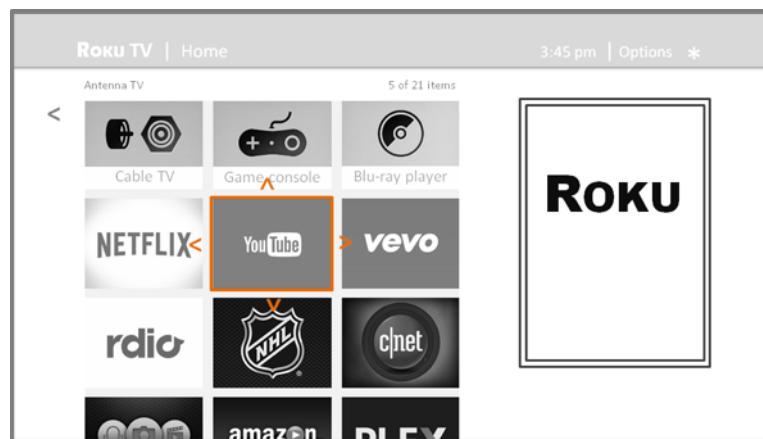 ROKU TV | Home
3:45 pm | Options *
Antenna TV
5 of 21 items
<
Cable TV
Game console
Blu-ray player
NETFLIX
YouTube
vevo
rdio
NHL
c|net
amazon
PLEX
ROKU